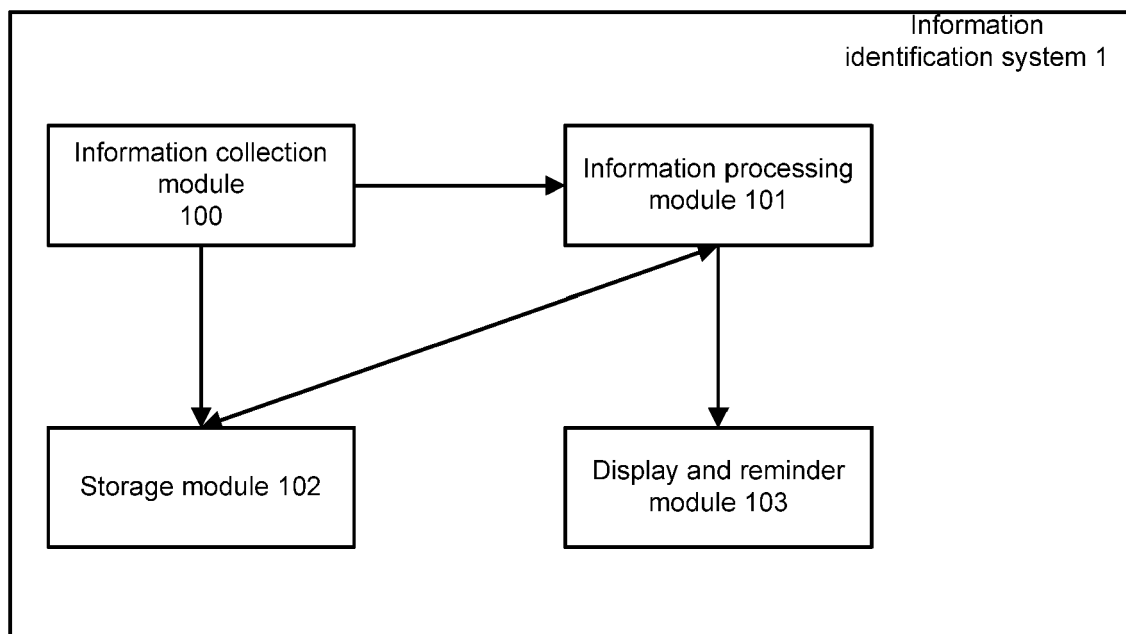 Information
identification system 1
Information collection
module
100
Information processing
module 101
Storage module 102
Display and reminder
module 103